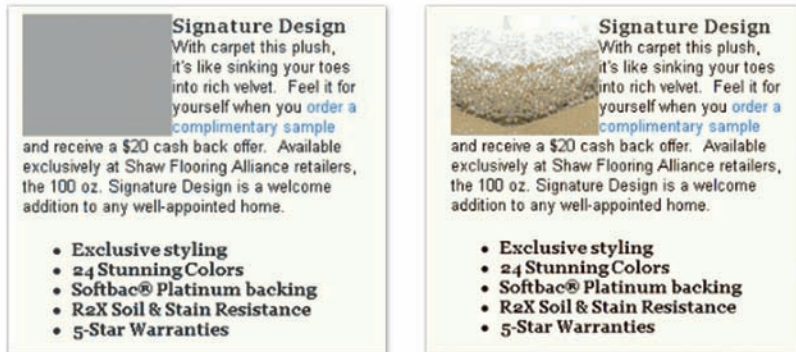 Signature Design
With carpet this plush,
it's like sinking your toes
into rich velvet. Feel it for
yourself when you order a
complimentary sample
and receive a $20 cash back offer. Available
exclusively at Shaw Flooring Alliance retailers,
the 100 oz. Signature Design is a welcome
addition to any well-appointed home.
• Exclusive styling
• 24 Stunning Colors
• Softbac® Platinum backing
• R2X Soil & Stain Resistance
• 5-Star Warranties
Signature Design
With carpet this plush,
it's like sinking your toes
into rich velvet. Feel it for
yourself when you order a
complimentary sample
and receive a $20 cash back offer. Available
exclusively at Shaw Flooring Alliance retailers,
the 100 oz. Signature Design is a welcome
addition to any well-appointed home.
• Exclusive styling
• 24 Stunning Colors
• Softbac® Platinum backing
• R2X Soil & Stain Resistance
• 5-Star Warranties